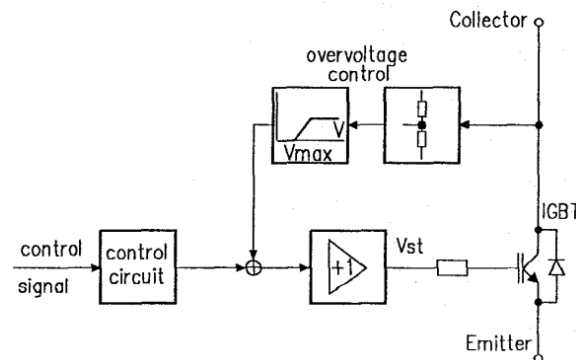 Collector
overvoltage
control
V
Vmax
IGBT
control
signal
control
circuit
+1
Vst
Emitter